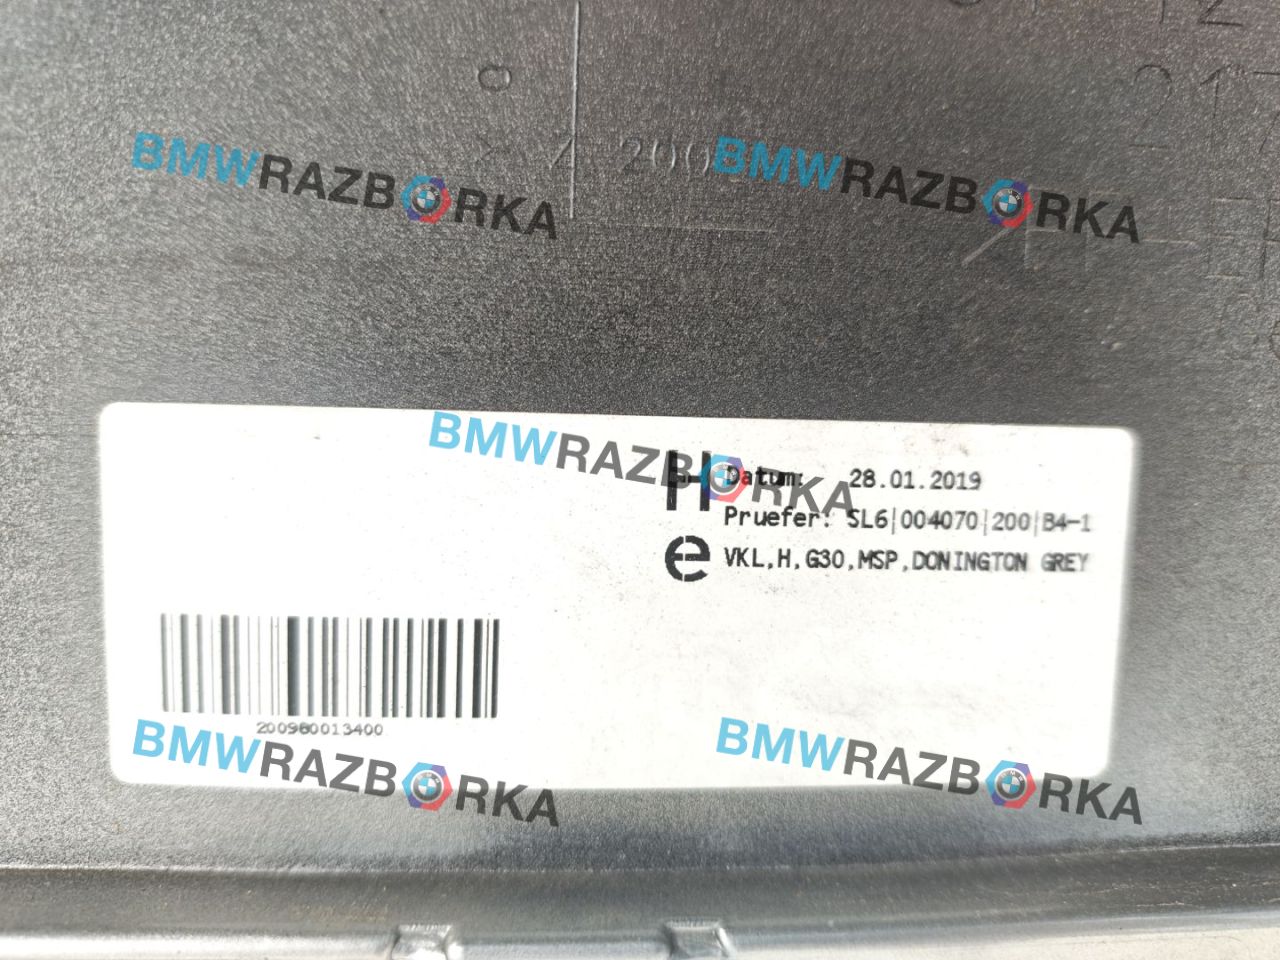 200
BMWRAZBORKA
BMWRAZBORKA
BMWRAZBORKA
H Datum: 28.01.2019
Pruefer: SL6|004070|200|B4-1
e VKL,H,G30,MSP,DONINGTON GREY
200980013400
BMWRAZBORKA
BMWRAZBORKA